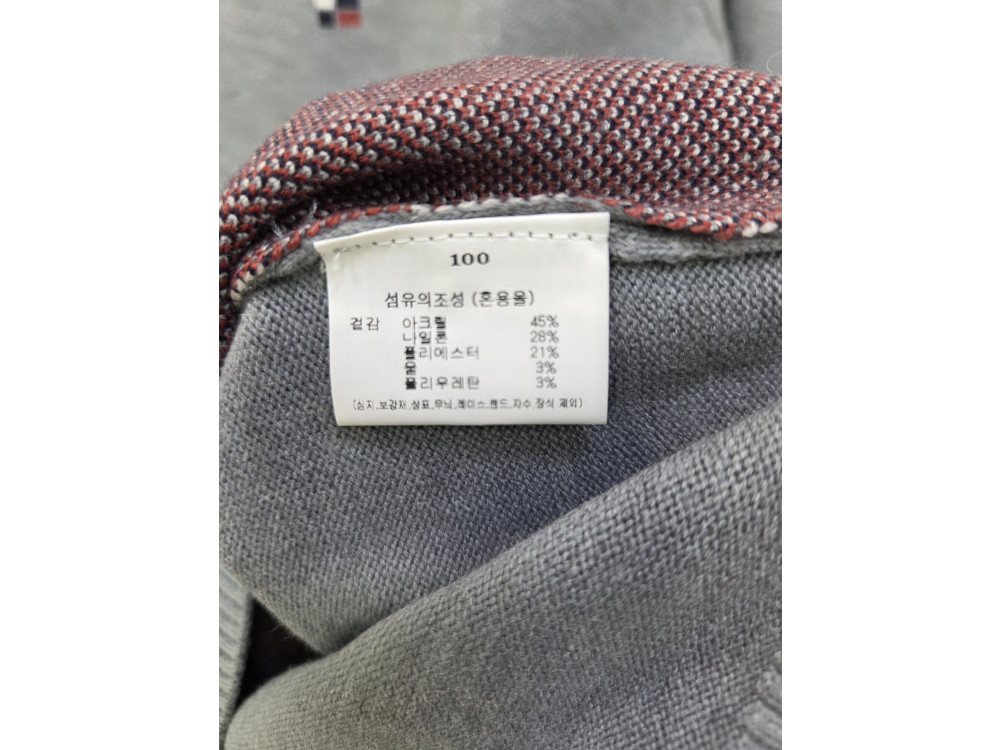 100
섬유의조성 (혼용율)
겉감 아크릴 45%
나일론 28%
폴리에스터 21%
울 3%
폴리우레탄 3%
(심지,보강재,상표,무늬,레이스,밴드,자수,장식 제외)